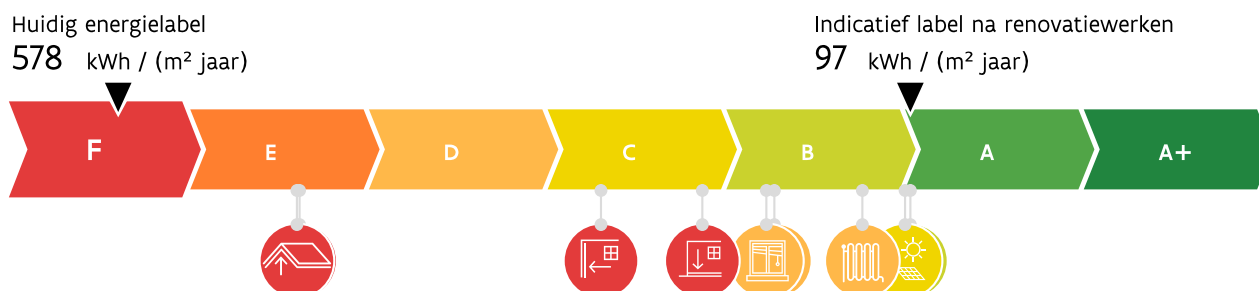 Huidig energielabel
578 kWh / (m² jaar)
Indicatief label na renovatiewerken
97 kWh / (m² jaar)
F E D C B A A+